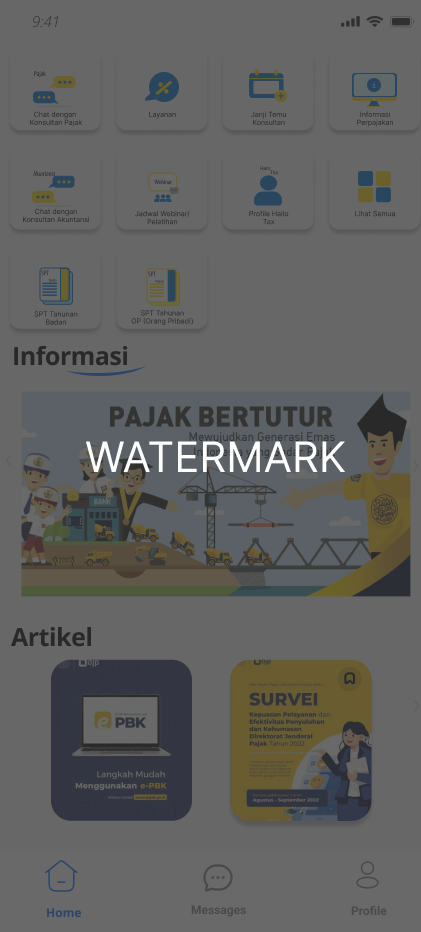 9:41
Pajak
Chat dengan
Konsultan Pajak
Layanan
Janji Temu
Konsultan
Informasi
Perpajakan
Akuntansi
Chat dengan
Konsultan Akuntansi
Webinar
Jadwal Webinar/
Pelatihan
Hallo
Tax
Profile Hallo
Tax
Lihat Semua
SPT
SPT Tahunan
Badan
SPT
SPT Tahunan
OP (Orang Pribadi)
Informasi
PAJAK BERTUTUR
Mewujudkan Generasi Emas
WATERMARK
BANK
Artikel
djp
e-PBK
Langkah Mudah
Menggunakan e-PBK
djp
SURVEI
Kepuasan Pelayanan dan
Efektivitas Penyuluhan
dan Kehumasan
Direktorat Jenderal
Pajak Tahun 2022
Agustus - September 2022
Home
Messages
Profile